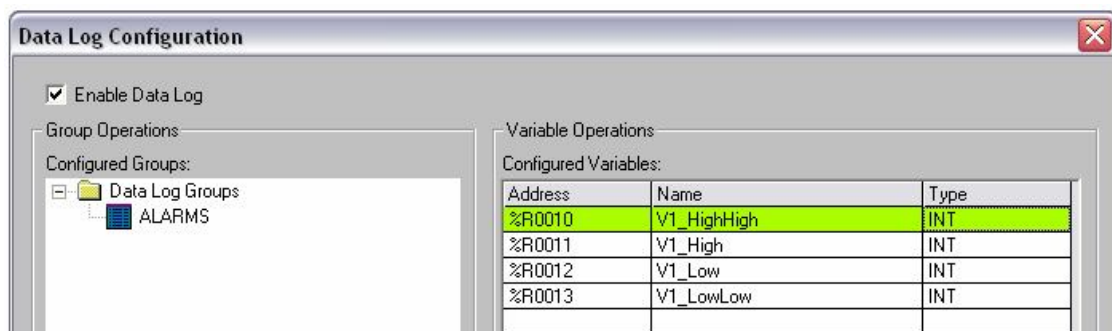 Data Log Configuration
Enable Data Log
Group Operations
Variable Operations
Configured Groups:
Configured Variables:
Data Log Groups
ALARMS
Address Name Type
%R0010 V1_HighHigh INT
%R0011 V1_High INT
%R0012 V1_Low INT
%R0013 V1_LowLow INT